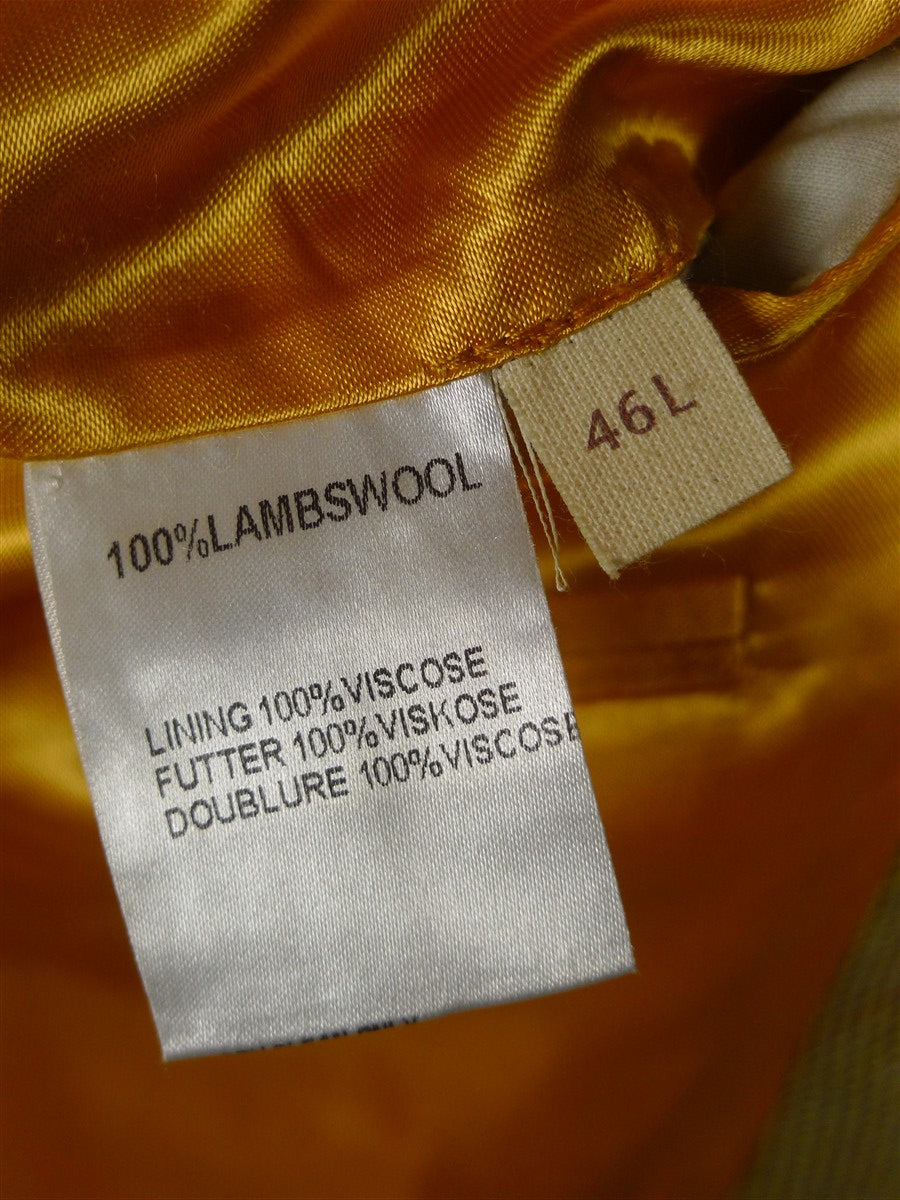 46L
100%LAMBSWOOL
LINING 100%VISCOSE
FUTTER 100%VISKOSE
DOUBLURE 100%VISCOSE